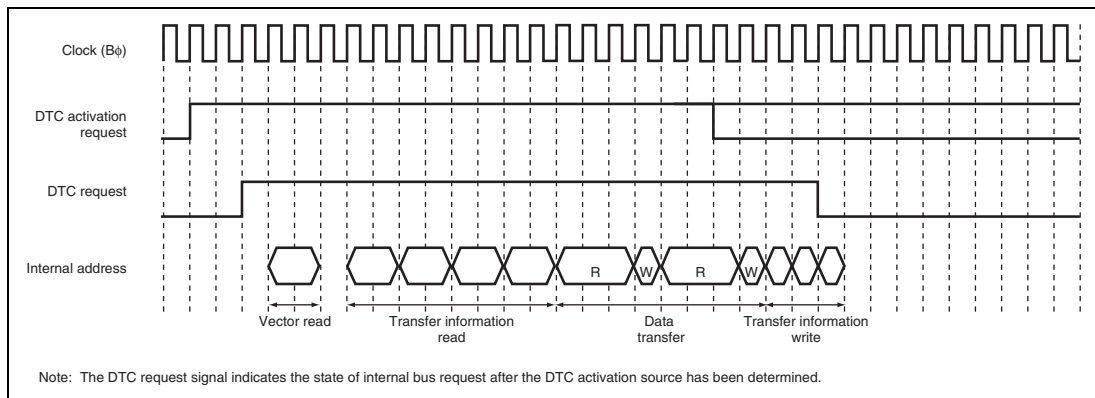 Clock (Bϕ)
DTC activation
request
DTC request
Internal address
R
W
R
W
Vector read
Transfer information
read
Data
transfer
Transfer information
write
Note: The DTC request signal indicates the state of internal bus request after the DTC activation source has been determined.